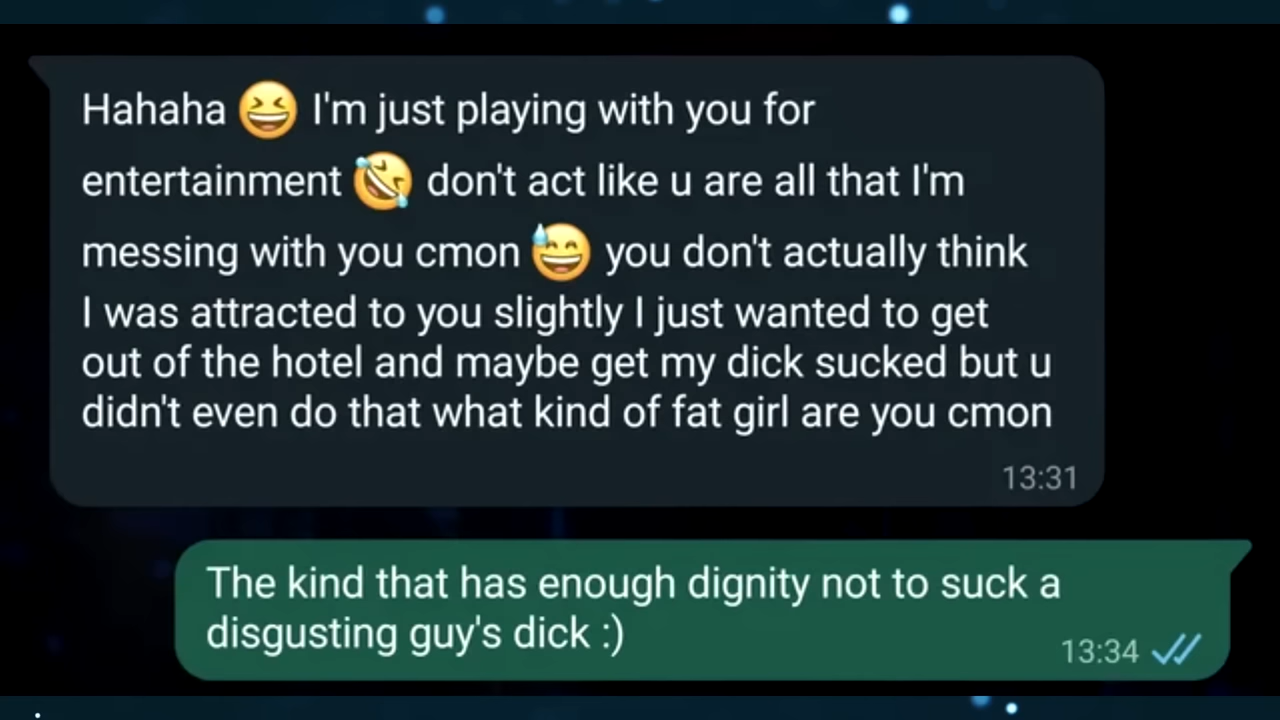 Hahaha 😆 I'm just playing with you for
entertainment 🤣 don't act like u are all that I'm
messing with you cmon 😅 you don't actually think
I was attracted to you slightly I just wanted to get
out of the hotel and maybe get my dick sucked but u
didn't even do that what kind of fat girl are you cmon
13:31
The kind that has enough dignity not to suck a
disgusting guy's dick :)
13:34